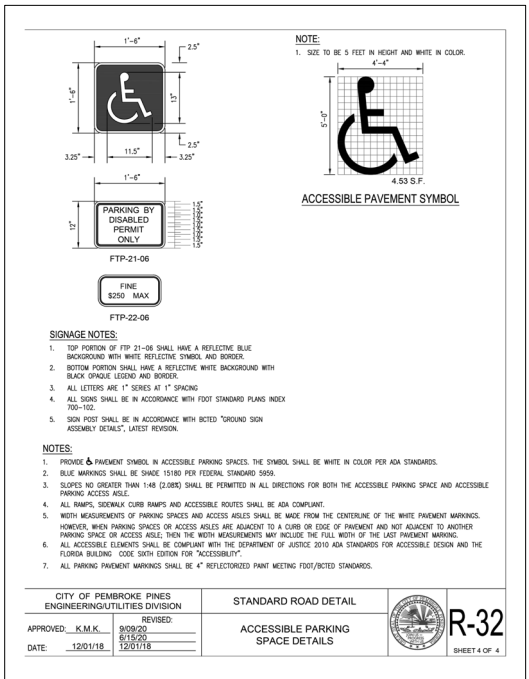 1'-6"
2.5"
1'-6"
13"
2.5"
3.25"
11.5"
3.25"
1'-6"
12"
PARKING BY
DISABLED
PERMIT
ONLY
FTP-21-06
FINE
$250 MAX
FTP-22-06
NOTE:
1. SIZE TO BE 5 FEET IN HEIGHT AND WHITE IN COLOR.
4'-4"
5'-0"
4.53 S.F.
ACCESSIBLE PAVEMENT SYMBOL
SIGNAGE NOTES:
1. TOP PORTION OF FTP 21-06 SHALL HAVE A REFLECTIVE BLUE
BACKGROUND WITH WHITE REFLECTIVE SYMBOL AND BORDER.
2. BOTTOM PORTION SHALL HAVE A REFLECTIVE WHITE BACKGROUND WITH
BLACK OPAQUE LEGEND AND BORDER.
3. ALL LETTERS ARE 1" SERIES AT 1" SPACING
4. ALL SIGNS SHALL BE IN ACCORDANCE WITH FDOT STANDARD PLANS INDEX
700-102.
5. SIGN POST SHALL BE IN ACCORDANCE WITH BCTED "GROUND SIGN
ASSEMBLY DETAILS", LATEST REVISION.
NOTES:
1. PROVIDE PAVEMENT SYMBOL IN ACCESSIBLE PARKING SPACES. THE SYMBOL SHALL BE WHITE IN COLOR PER ADA STANDARDS.
2. BLUE MARKINGS SHALL BE SHADE 15180 PER FEDERAL STANDARD 595a.
3. SLOPES NO GREATER THAN 1:48 (2.08%) SHALL BE PERMITTED IN ALL DIRECTIONS FOR BOTH THE ACCESSIBLE PARKING SPACE AND ACCESSIBLE
PARKING ACCESS AISLE.
4. ALL RAMPS, SIDEWALK CURB RAMPS AND ACCESSIBLE ROUTES SHALL BE ADA COMPLIANT.
5. WIDTH MEASUREMENTS OF PARKING SPACES AND ACCESS AISLES SHALL BE MADE FROM THE CENTERLINE OF THE WHITE PAVEMENT MARKINGS.
HOWEVER, WHEN PARKING SPACES OR ACCESS AISLES ARE ADJACENT TO A CURB OR EDGE OF PAVEMENT AND NOT ADJACENT TO ANOTHER
PARKING SPACE OR ACCESS AISLE; THEN THE WIDTH MEASUREMENTS MAY INCLUDE THE FULL WIDTH OF THE LAST PAVEMENT MARKING.
6. ALL ACCESSIBLE ELEMENTS SHALL BE COMPLIANT WITH THE DEPARTMENT OF JUSTICE 2010 ADA STANDARDS FOR ACCESSIBLE DESIGN AND THE
FLORIDA BUILDING CODE SIXTH EDITION FOR "ACCESSIBILITY".
7. ALL PARKING PAVEMENT MARKINGS SHALL BE 4" REFLECTORIZED PAINT MEETING FDOT/BCTED STANDARDS.
CITY OF PEMBROKE PINES
ENGINEERING/UTILITIES DIVISION
APPROVED: K.M.K.
DATE: 12/01/18
REVISED:
9/09/20
6/15/20
12/01/18
STANDARD ROAD DETAIL
ACCESSIBLE PARKING
SPACE DETAILS
R-32
SHEET 4 OF 4